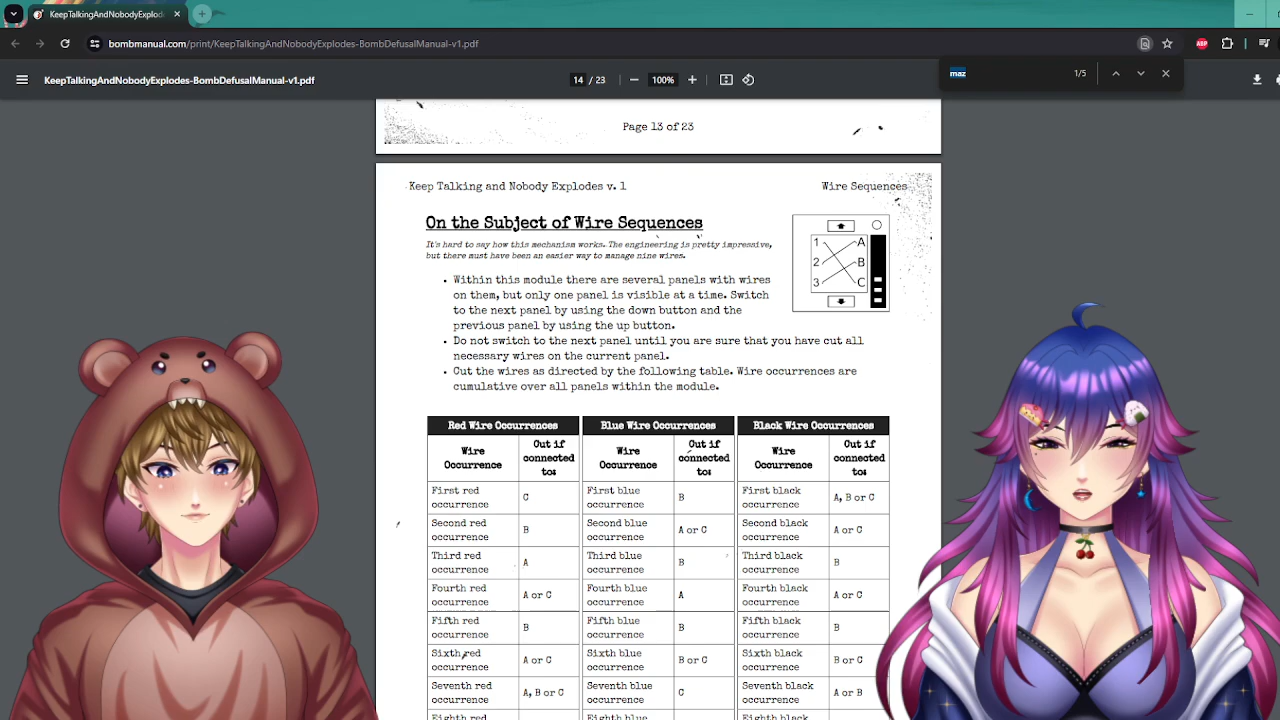 KeepTalkingAndNobodyExplod
bombmanual.com/print/KeepTalkingAndNobodyExplodes-BombDefusalManual-v1.pdf
ABP
KeepTalkingAndNobodyExplodes-BombDefusalManual-v1.pdf
14 / 23
100%
maz
1/5
Page 13 of 23
Keep Talking and Nobody Explodes v. 1
Wire Sequences
On the Subject of Wire Sequences
It's hard to say how this mechanism works. The engineering is pretty impressive,
but there must have been an easier way to manage nine wires.
1 A
2 B
3 C
• Within this module there are several panels with wires
on them, but only one panel is visible at a time. Switch
to the next panel by using the down button and the
previous panel by using the up button.
• Do not switch to the next panel until you are sure that you have cut all
necessary wires on the current panel.
• Cut the wires as directed by the following table. Wire occurrences are
cumulative over all panels within the module.
Red Wire Occurrences
Wire Occurrence
Cut if connected to:
First red occurrence
C
Second red occurrence
B
Third red occurrence
A
Fourth red occurrence
A or C
Fifth red occurrence
B
Sixth red occurrence
A or C
Seventh red occurrence
A, B or C
Eighth red
Blue Wire Occurrences
Wire Occurrence
Cut if connected to:
First blue occurrence
B
Second blue occurrence
A or C
Third blue occurrence
B
Fourth blue occurrence
A
Fifth blue occurrence
B
Sixth blue occurrence
B or C
Seventh blue occurrence
C
Eighth blue
Black Wire Occurrences
Wire Occurrence
Cut if connected to:
First black occurrence
A, B or C
Second black occurrence
A or C
Third black occurrence
B
Fourth black occurrence
A or C
Fifth black occurrence
B
Sixth black occurrence
B or C
Seventh black occurrence
A or B
Eighth black